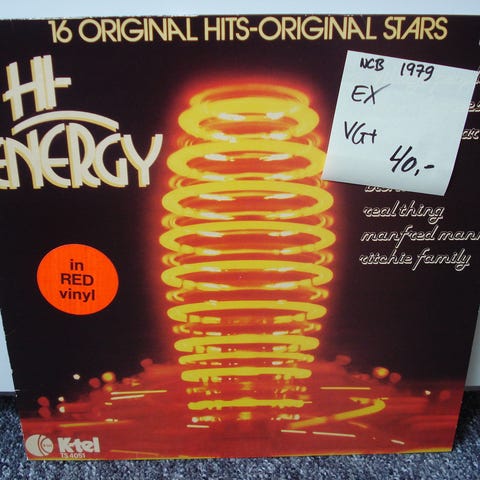 16 ORIGINAL HITS-ORIGINAL STARS
HI-
ENERGY
NCB 1979
EX
VG+
40,-
real thing
manfred mann
ritchie family
in
RED
vinyl
K-tel
TS 4051